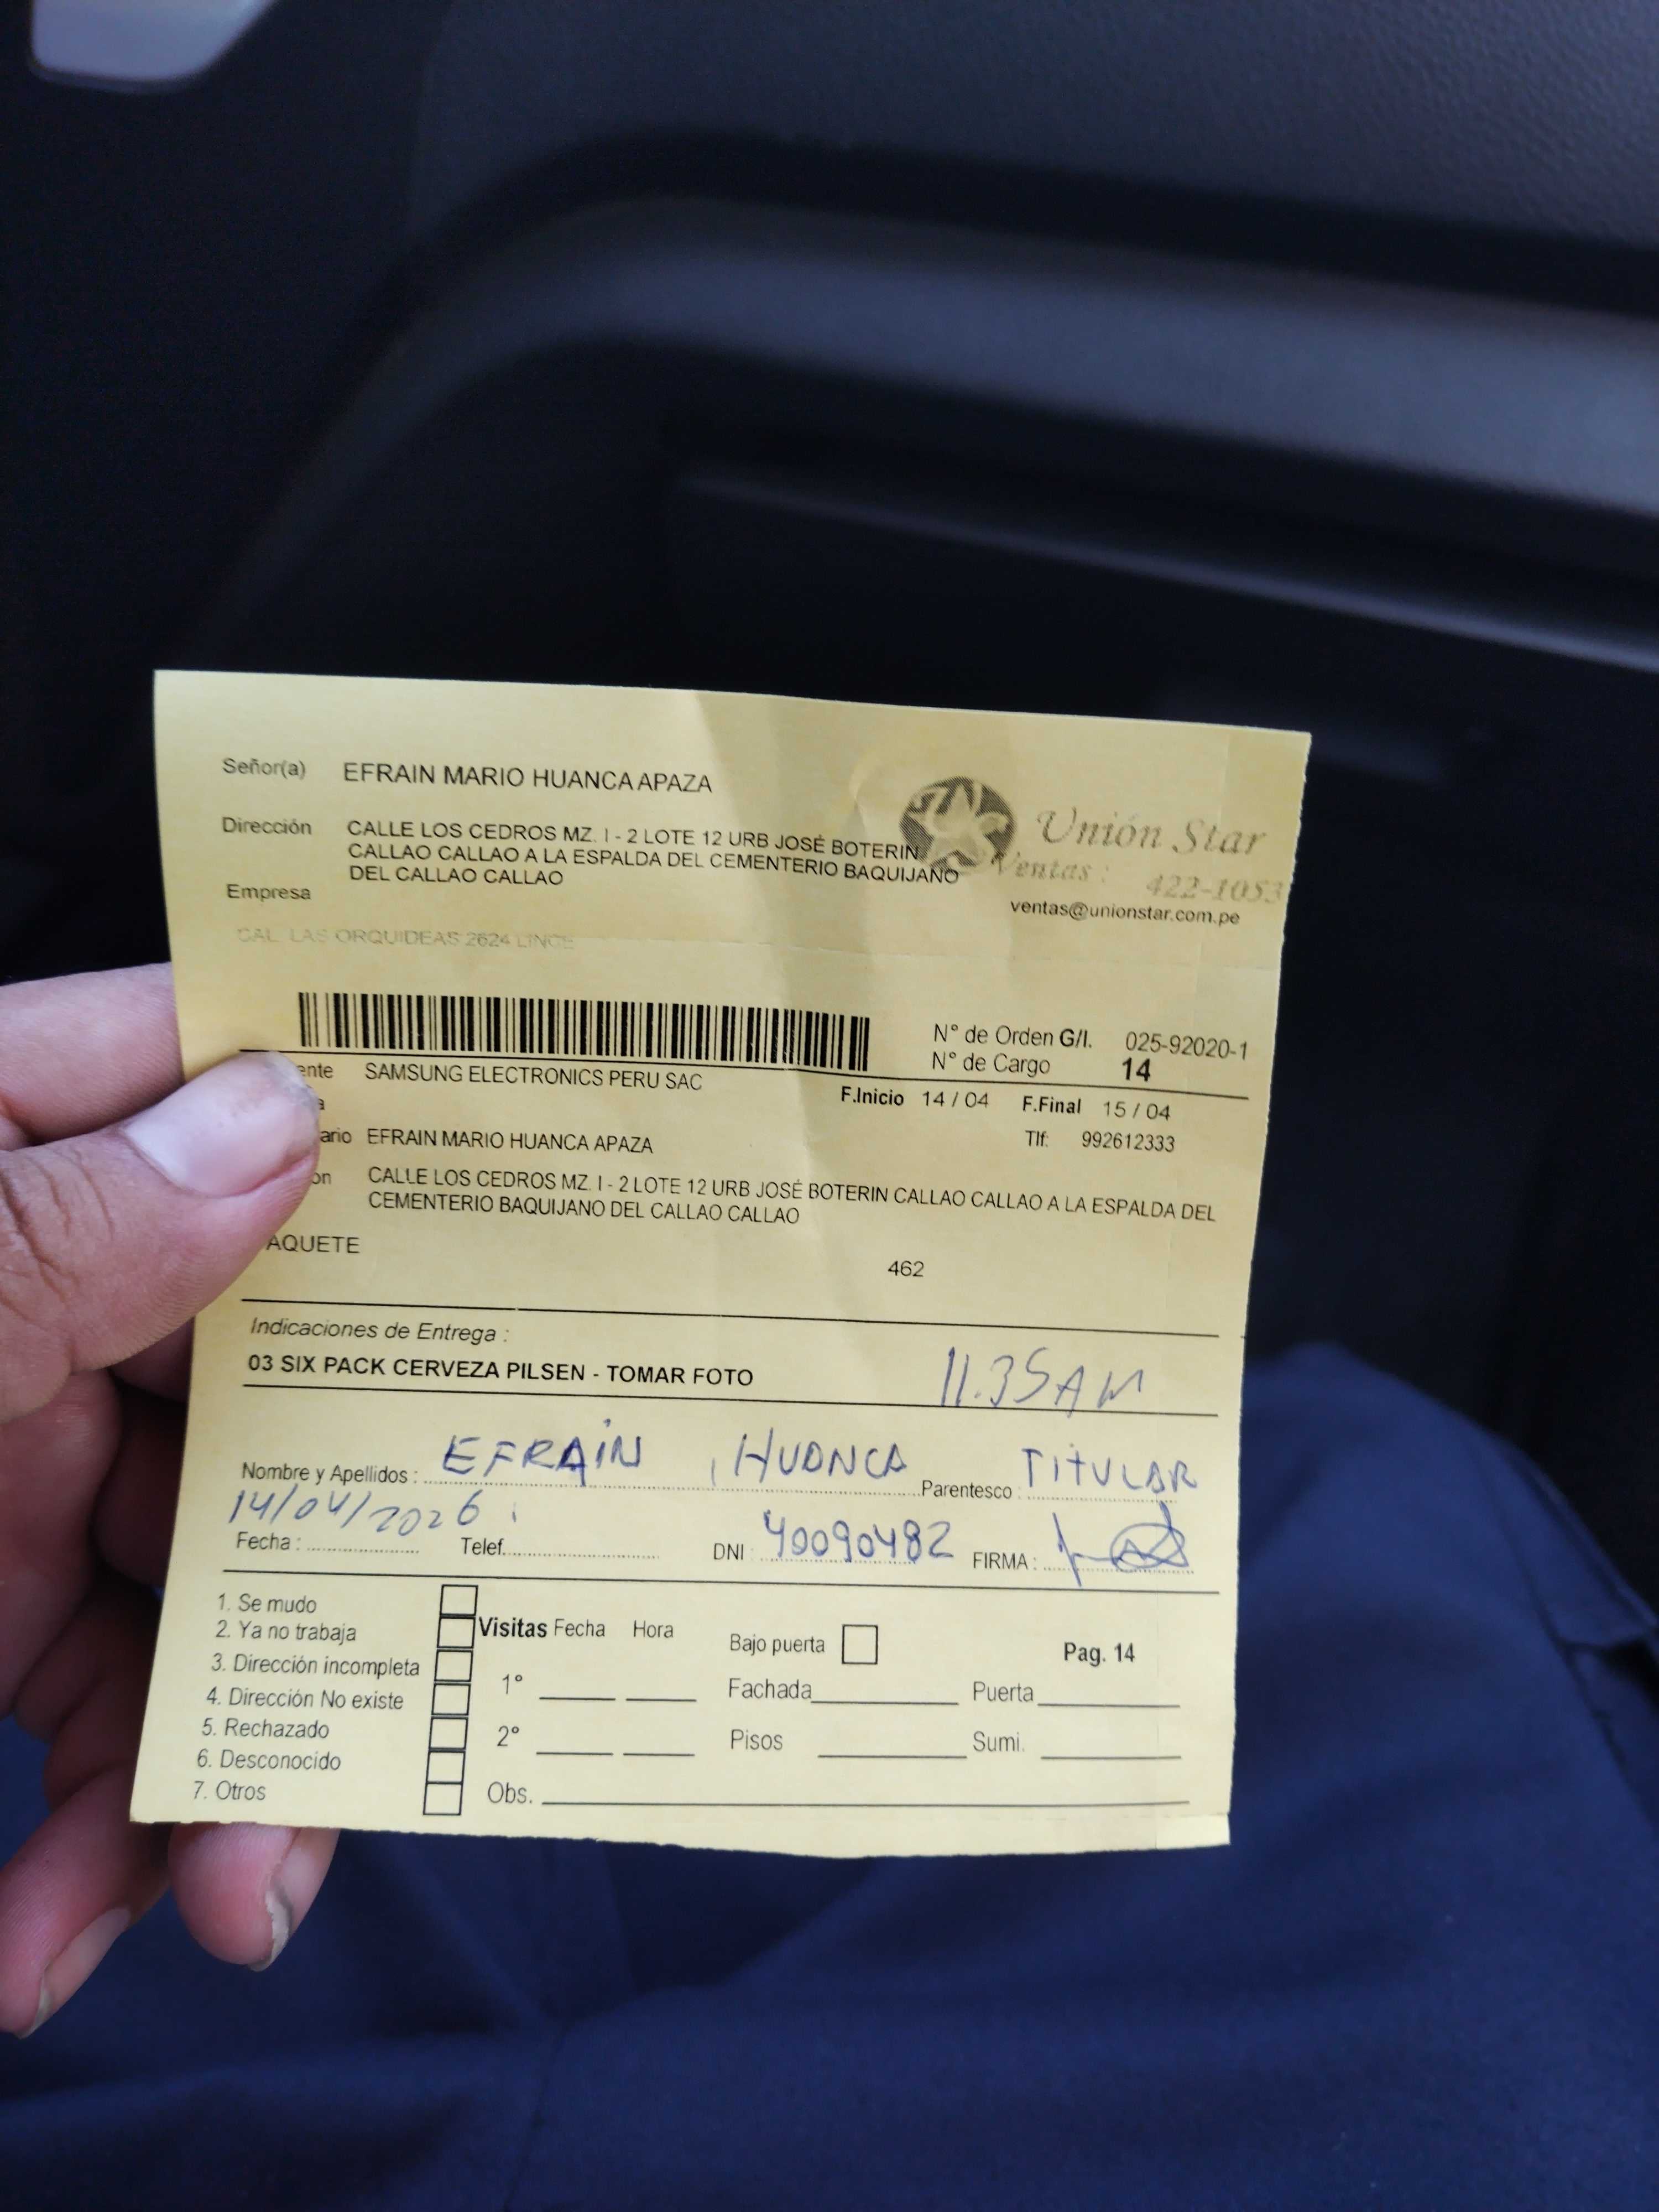 Señor(a) EFRAIN MARIO HUANCA APAZA
Dirección CALLE LOS CEDROS MZ. I - 2 LOTE 12 URB JOSÉ BOTERIN
CALLAO CALLAO A LA ESPALDA DEL CEMENTERIO BAQUIJANO
DEL CALLAO CALLAO
Empresa
Unión Star
Ventas : 422-1053
ventas@unionstar.com.pe
CAL. LAS ORQUIDEAS 2624 LINCE
N° de Orden G/I. 025-92020-1
N° de Cargo 14
ente SAMSUNG ELECTRONICS PERU SAC
F.Inicio 14 / 04 F.Final 15 / 04
a
ario EFRAIN MARIO HUANCA APAZA Tlf: 992612333
on CALLE LOS CEDROS MZ. I - 2 LOTE 12 URB JOSÉ BOTERIN CALLAO CALLAO A LA ESPALDA DEL
CEMENTERIO BAQUIJANO DEL CALLAO CALLAO
AQUETE
462
Indicaciones de Entrega :
03 SIX PACK CERVEZA PILSEN - TOMAR FOTO 11.35 AM
Nombre y Apellidos : EFRAIN HUANCA Parentesco : TITULAR
14/04/2026
Fecha : Telef. DNI 40090482 FIRMA :
1. Se mudo
2. Ya no trabaja
3. Dirección incompleta
4. Dirección No existe
5. Rechazado
6. Desconocido
7. Otros
Visitas Fecha Hora Bajo puerta Pag. 14
1° Fachada Puerta
2° Pisos Sumi.
Obs.